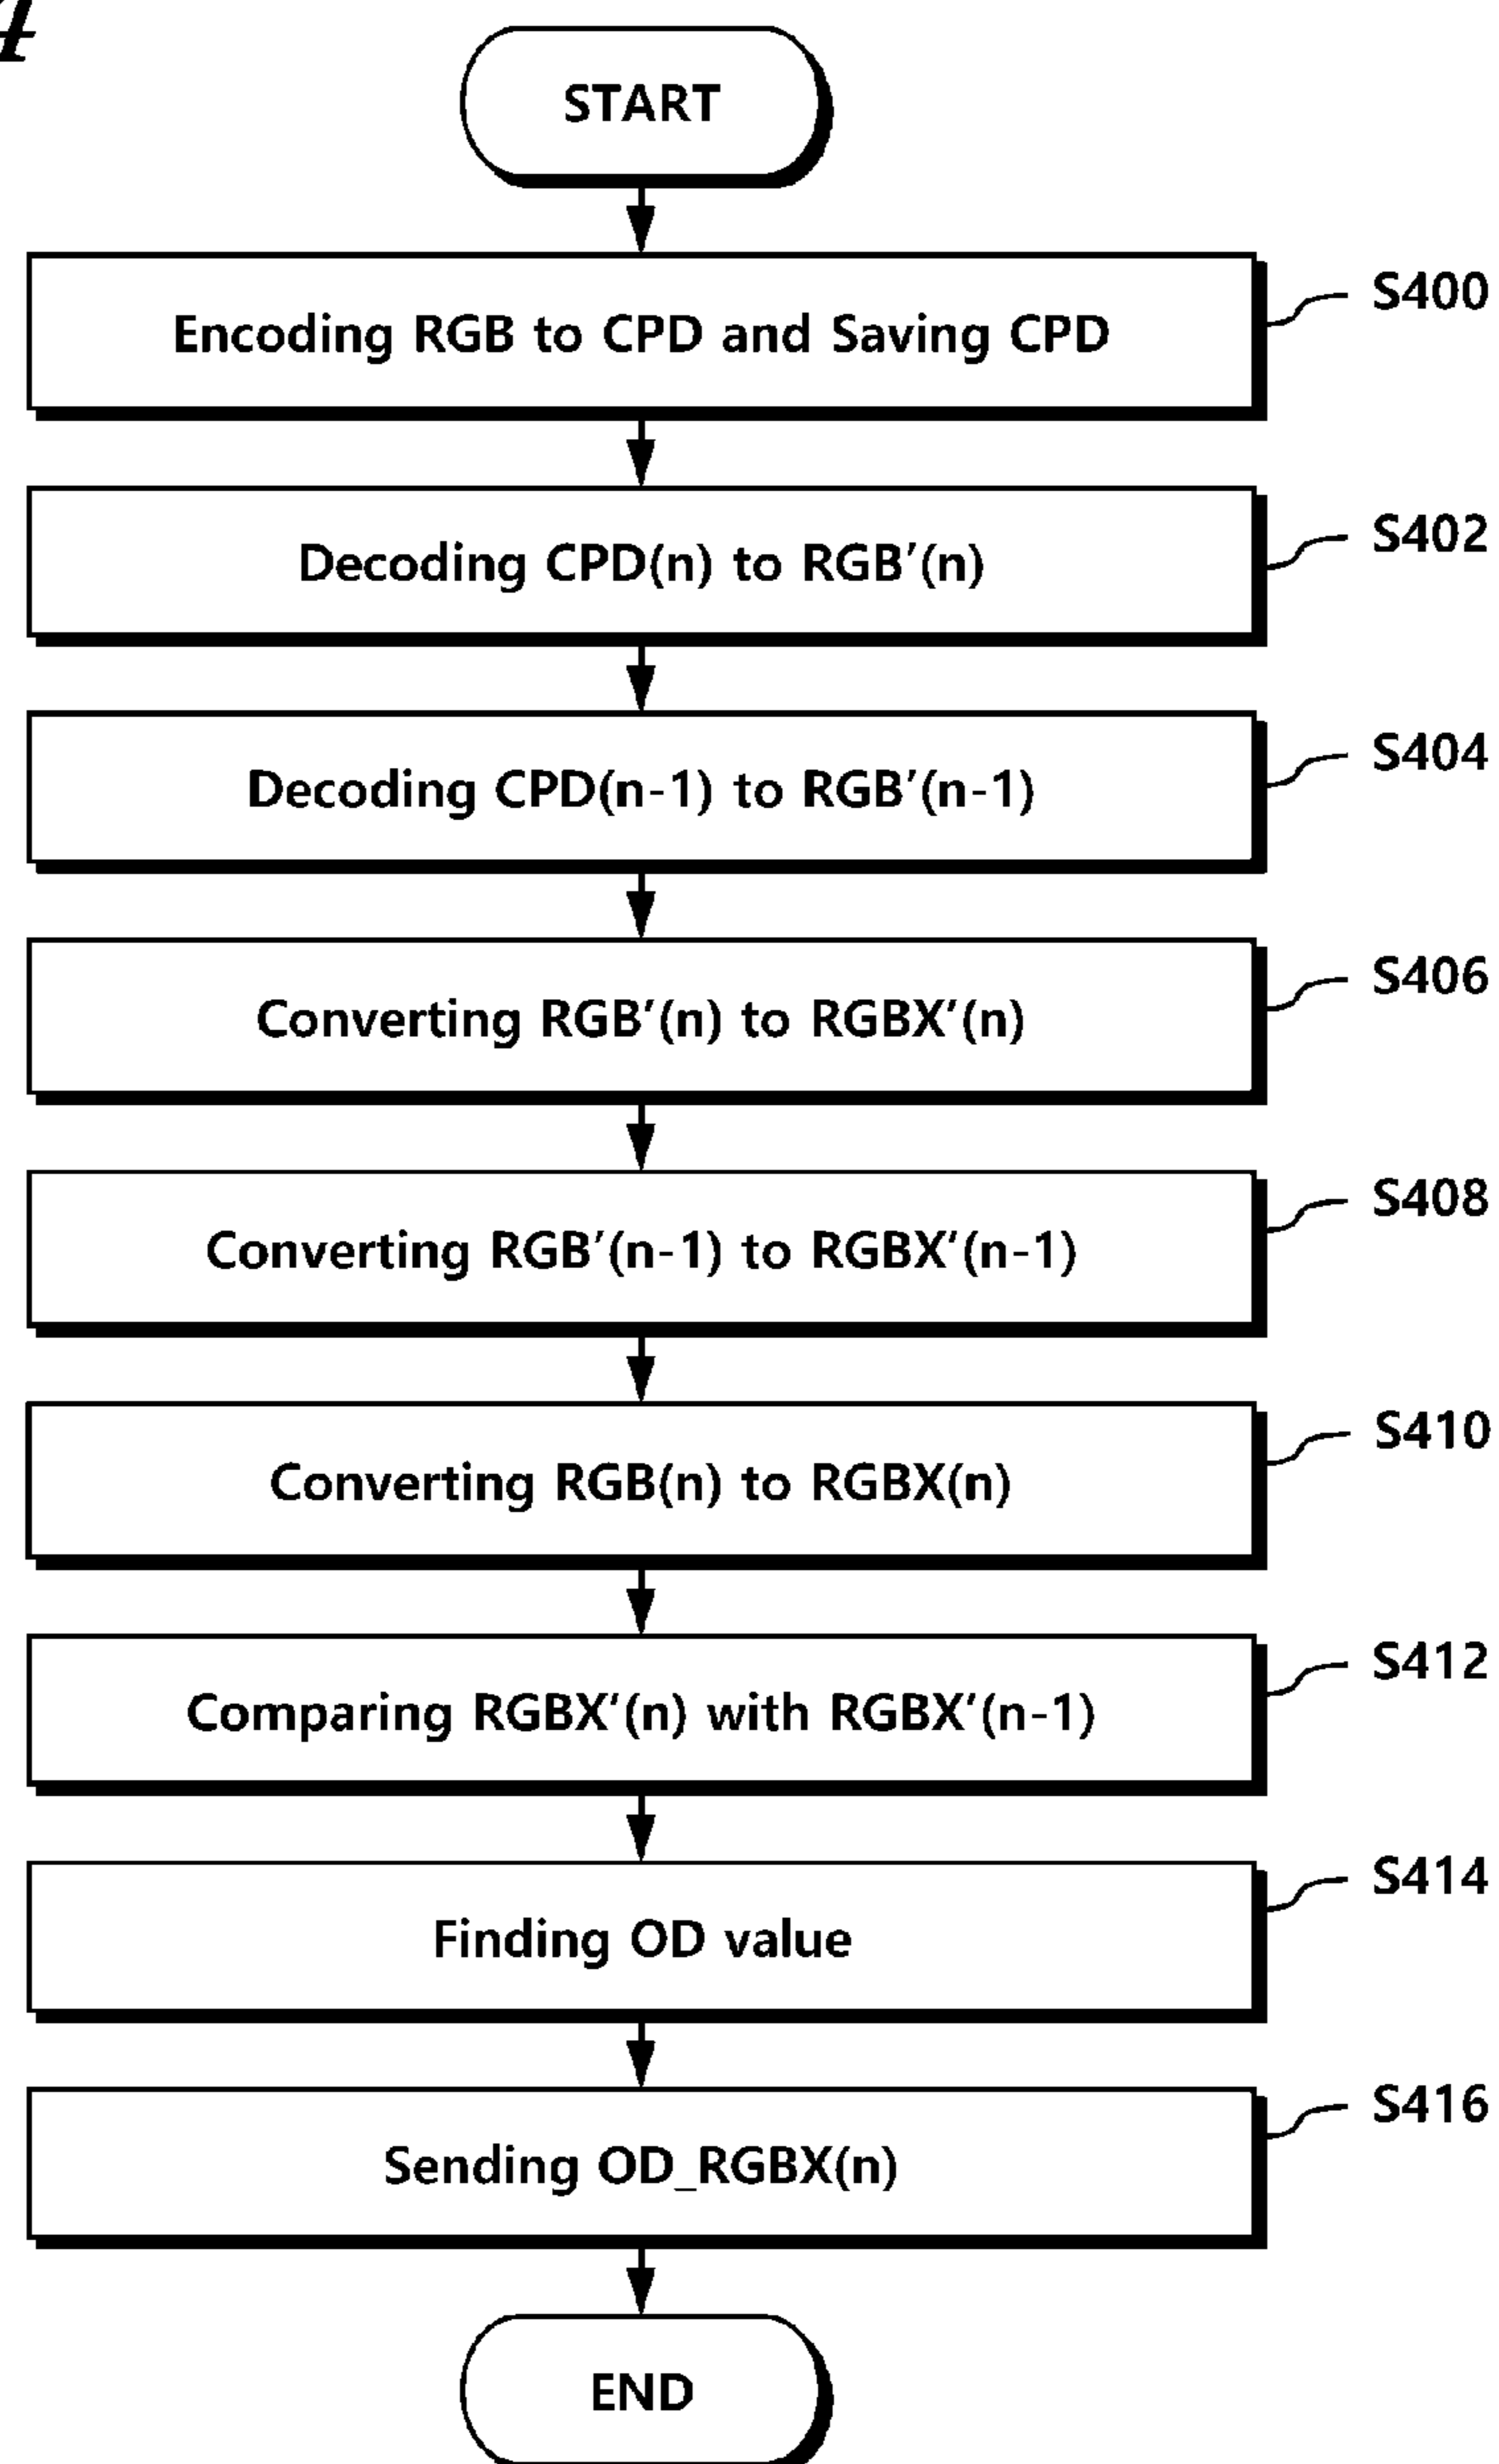 4
START
Encoding RGB to CPD and Saving CPD
S400
Decoding CPD(n) to RGB′(n)
S402
Decoding CPD(n-1) to RGB′(n-1)
S404
Converting RGB′(n) to RGBX′(n)
S406
Converting RGB′(n-1) to RGBX′(n-1)
S408
Converting RGB(n) to RGBX(n)
S410
Comparing RGBX′(n) with RGBX′(n-1)
S412
Finding OD value
S414
Sending OD_RGBX(n)
S416
END